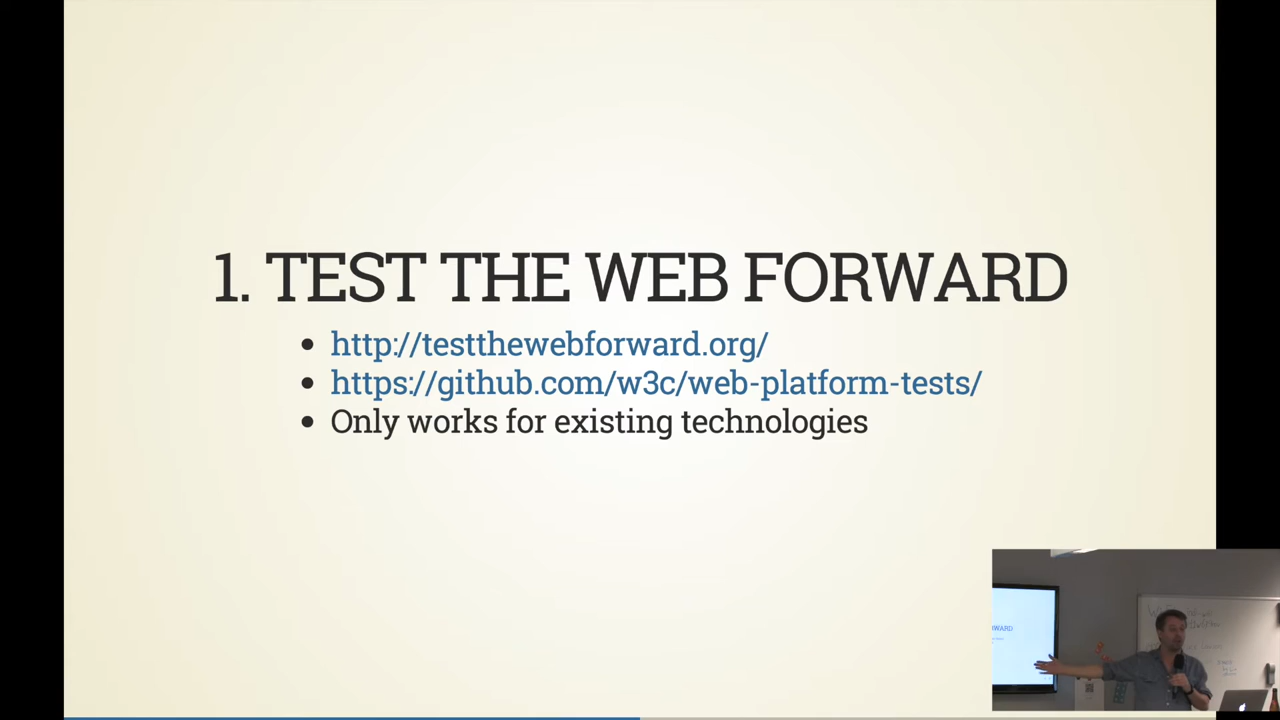 1. TEST THE WEB FORWARD
http://testthewebforward.org/
https://github.com/w3c/web-platform-tests/
Only works for existing technologies